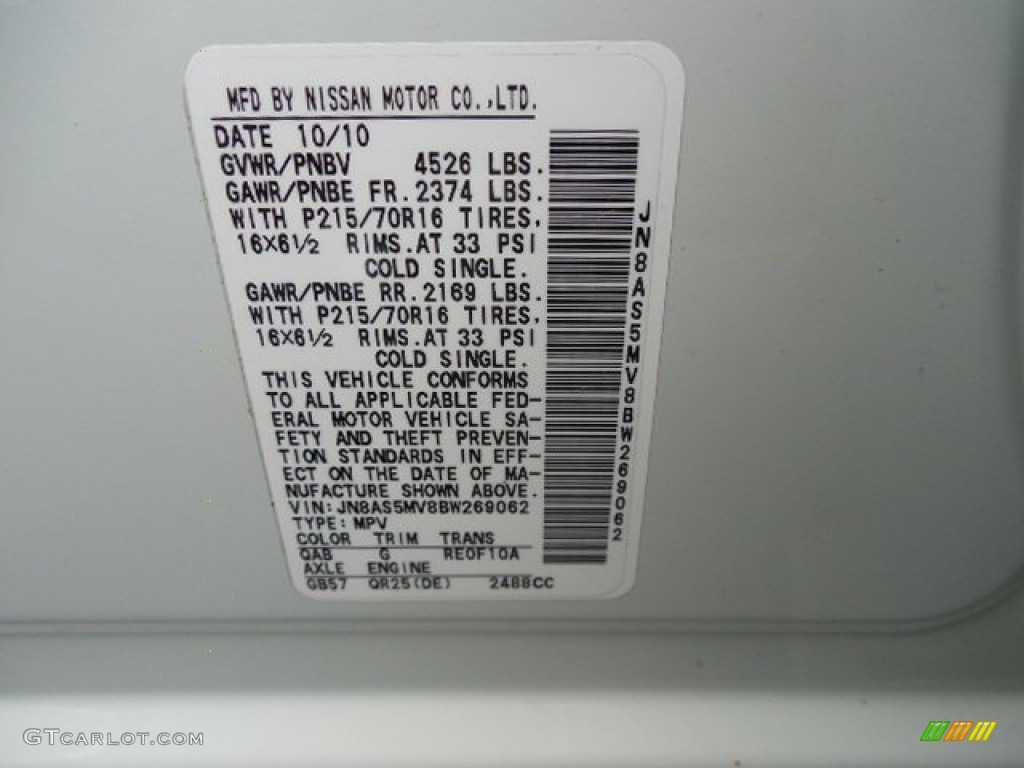 MFD BY NISSAN MOTOR CO.,LTD.
DATE 10/10
GVWR/PNBV 4526 LBS.
GAWR/PNBE FR. 2374 LBS.
WITH P215/70R16 TIRES,
16X6½ RIMS.AT 33 PSI
COLD SINGLE.
GAWR/PNBE RR. 2169 LBS.
WITH P215/70R16 TIRES,
16X6½ RIMS.AT 33 PSI
COLD SINGLE.
THIS VEHICLE CONFORMS
TO ALL APPLICABLE FED-
ERAL MOTOR VEHICLE SA-
FETY AND THEFT PREVEN-
TION STANDARDS IN EFF-
ECT ON THE DATE OF MA-
NUFACTURE SHOWN ABOVE.
VIN: JN8AS5MV8BW269062
TYPE: MPV
COLOR TRIM TRANS
QAB G RE0F10A
AXLE ENGINE
GB57 QR25(DE) 2488CC
JN8AS5MV8BW269062
GTCARLOT.COM